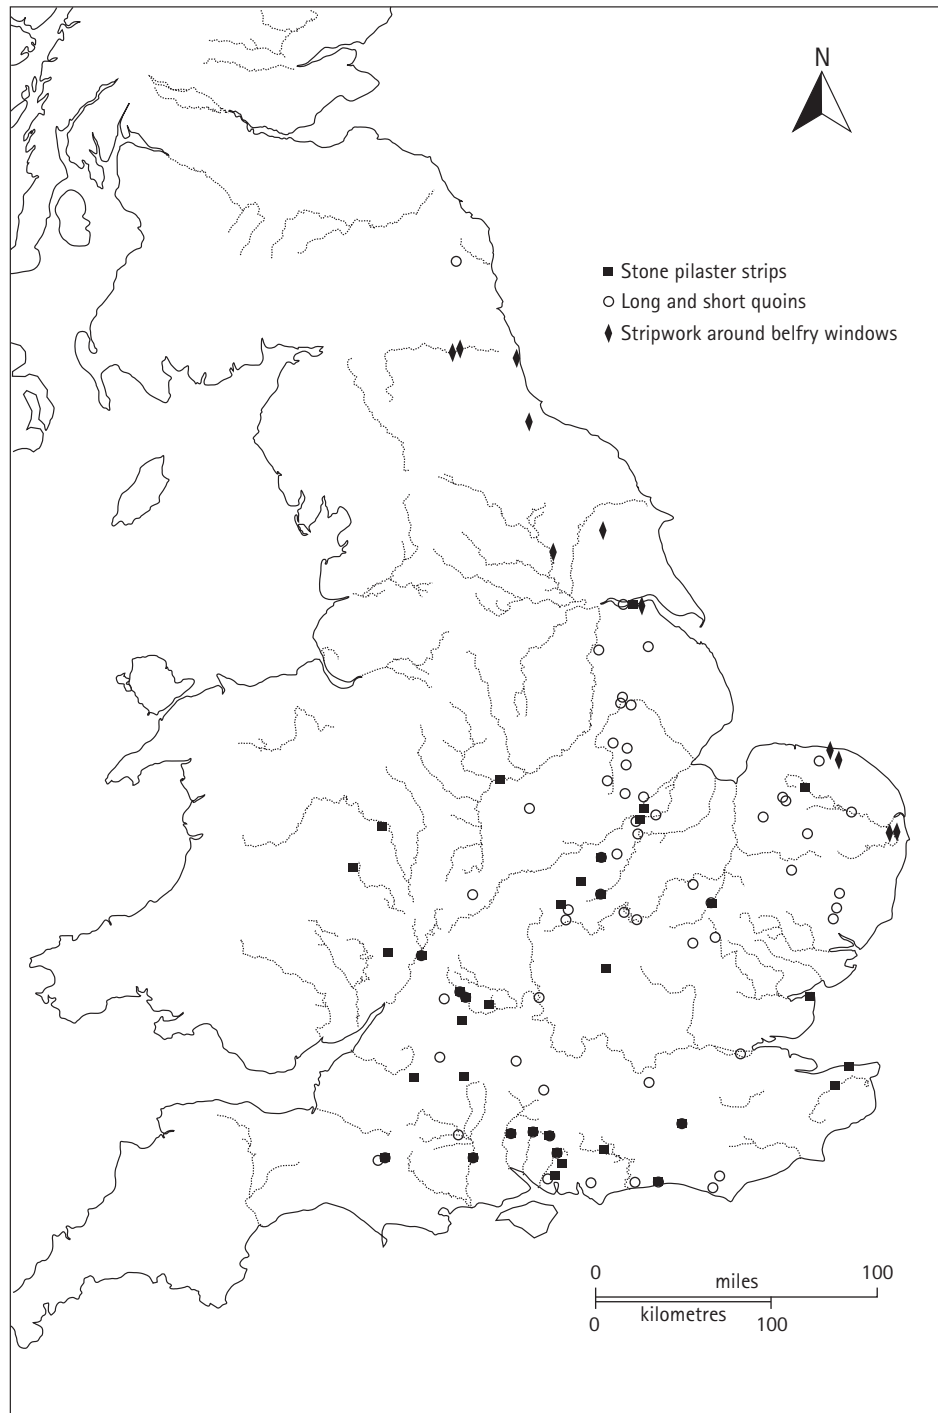 N
Stone pilaster strips
Long and short quoins
Stripwork around belfry windows
0 miles 100
kilometres
0 100